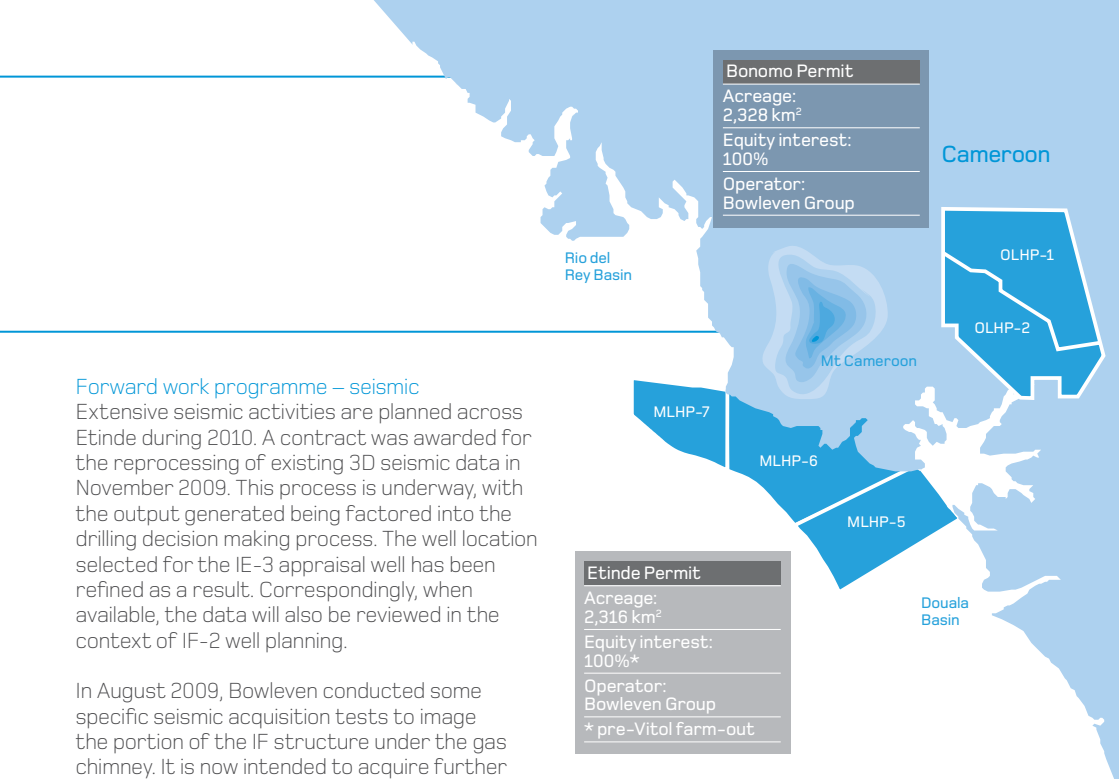 Bonomo Permit
Acreage:
2,328 km²
Equity interest:
100%
Operator:
Bowleven Group
Cameroon
OLHP-1
OLHP-2
Rio del
Rey Basin
Mt Cameroon
MLHP-7
MLHP-6
MLHP-5
Douala
Basin
Etinde Permit
Acreage:
2,316 km²
Equity interest:
100%*
Operator:
Bowleven Group
* pre-Vitol farm-out
Forward work programme – seismic
Extensive seismic activities are planned across
Etinde during 2010. A contract was awarded for
the reprocessing of existing 3D seismic data in
November 2009. This process is underway, with
the output generated being factored into the
drilling decision making process. The well location
selected for the IE-3 appraisal well has been
refined as a result. Correspondingly, when
available, the data will also be reviewed in the
context of IF-2 well planning.
In August 2009, Bowleven conducted some
specific seismic acquisition tests to image
the portion of the IF structure under the gas
chimney. It is now intended to acquire further